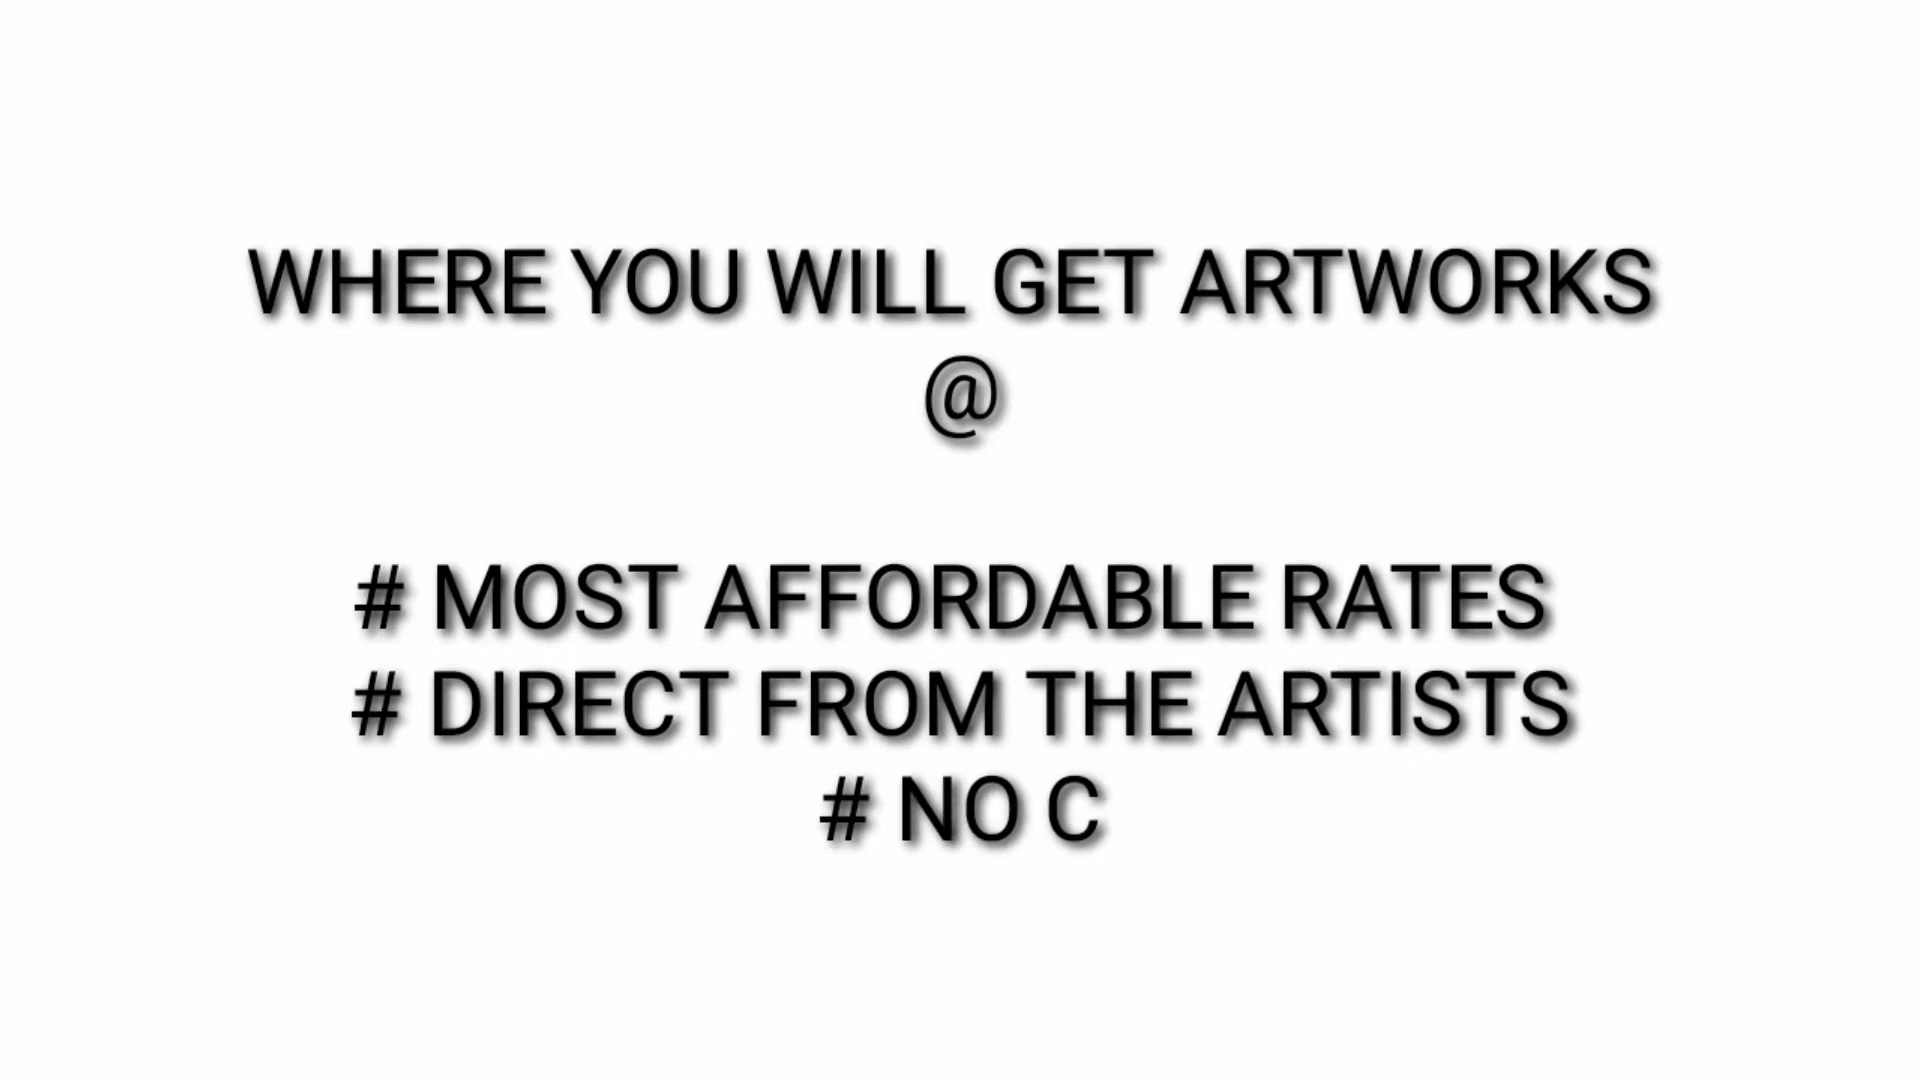 WHERE YOU WILL GET ARTWORKS
@
# MOST AFFORDABLE RATES
# DIRECT FROM THE ARTISTS
# NO C